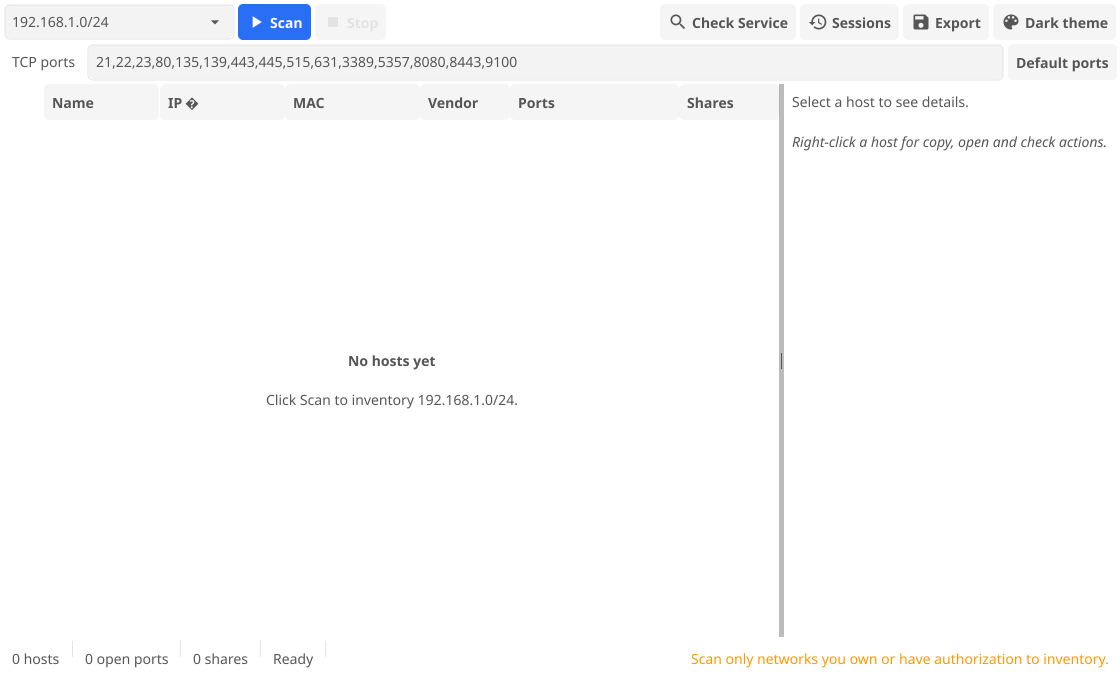 192.168.1.0/24 Scan Stop Check Service Sessions Export Dark theme
TCP ports 21,22,23,80,135,139,443,445,515,631,3389,5357,8080,8443,9100 Default ports
Name IP � MAC Vendor Ports Shares
Select a host to see details.
Right-click a host for copy, open and check actions.
No hosts yet
Click Scan to inventory 192.168.1.0/24.
0 hosts 0 open ports 0 shares Ready Scan only networks you own or have authorization to inventory.